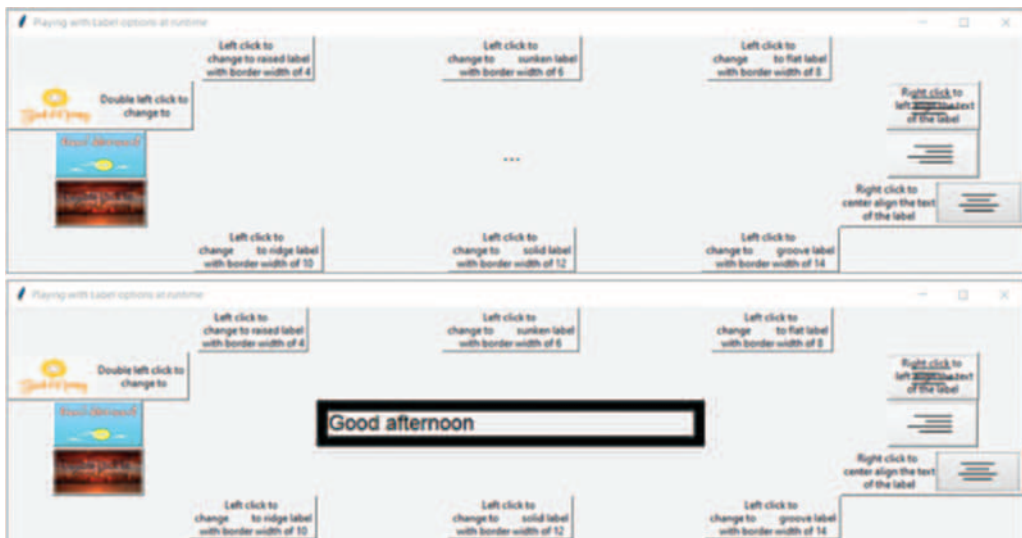 Playing with Label options at runtime
Left click to
change to raised label
with border width of 4
Left click to
change to sunken label
with border width of 6
Left click to
change to flat label
with border width of 8
Double left click to
change to
Right click to
left align the text
of the label
Good afternoon
---
Right click to
center align the text
of the label
Left click to
change to ridge label
with border width of 10
Left click to
change to solid label
with border width of 12
Left click to
change to groove label
with border width of 14
Playing with Label options at runtime
Left click to
change to raised label
with border width of 4
Left click to
change to sunken label
with border width of 6
Left click to
change to flat label
with border width of 8
Double left click to
change to
Right click to
left align the text
of the label
Good afternoon
Good afternoon
Right click to
center align the text
of the label
Left click to
change to ridge label
with border width of 10
Left click to
change to solid label
with border width of 12
Left click to
change to groove label
with border width of 14